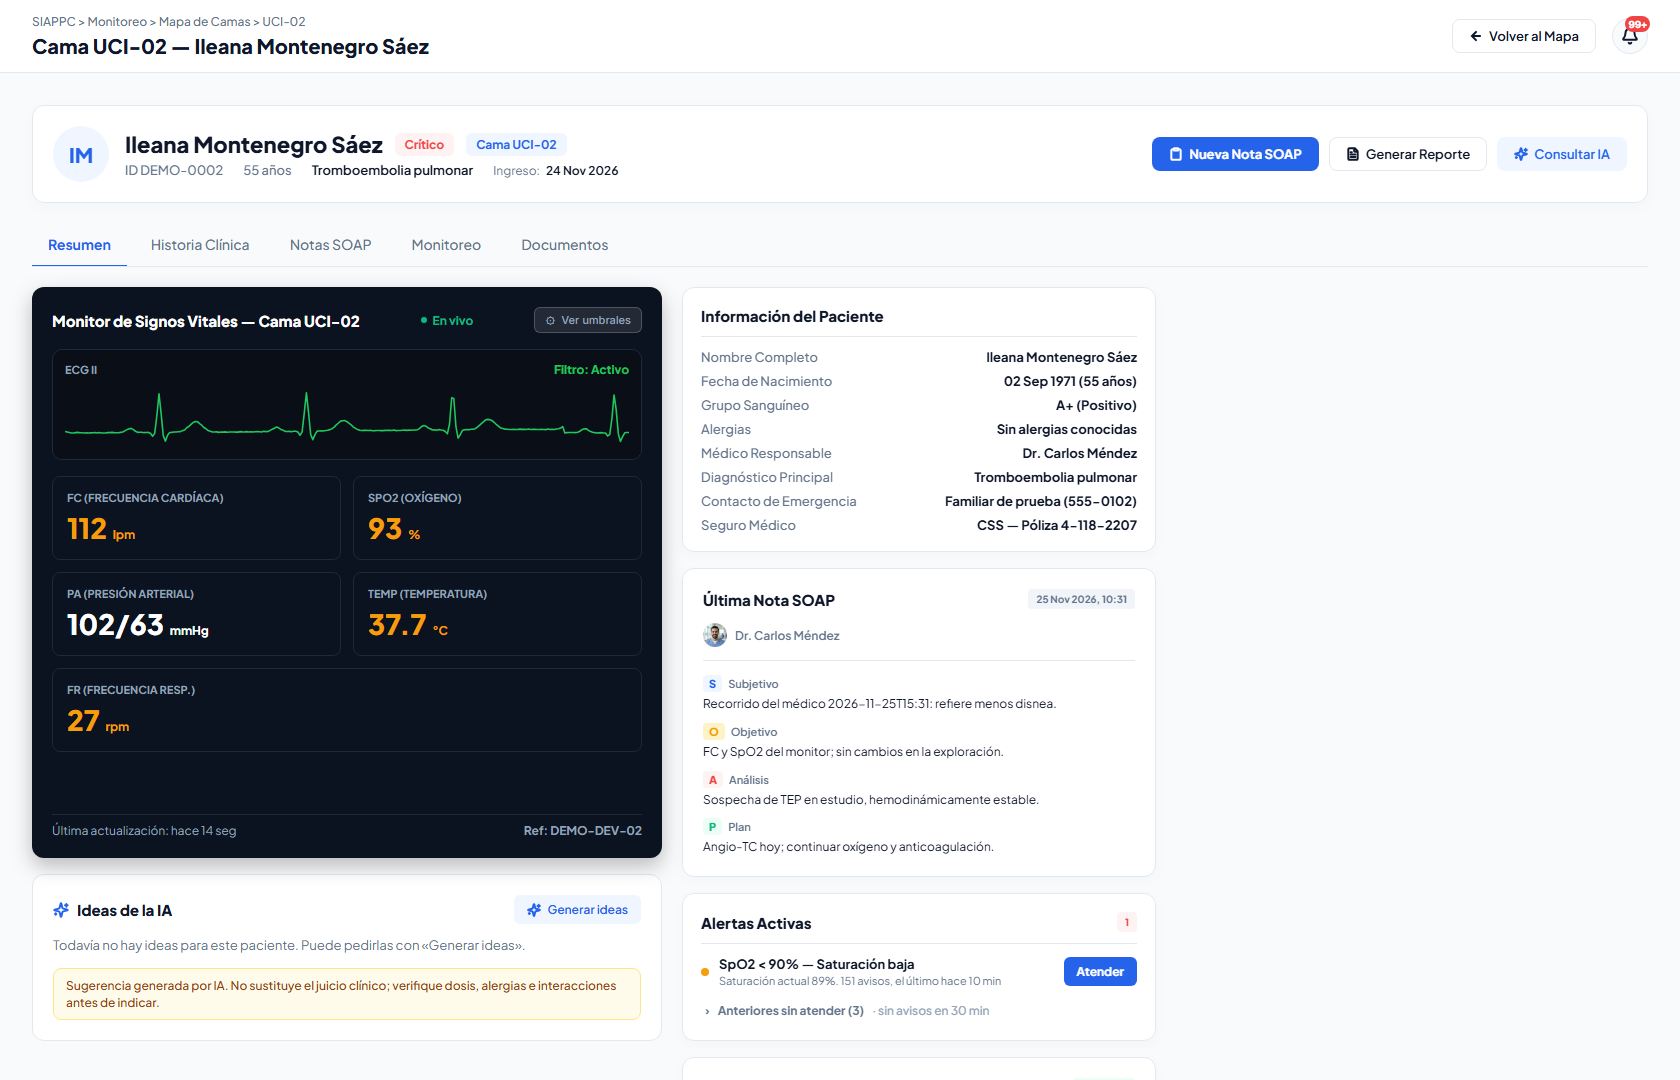 SIAPPC > Monitoreo > Mapa de Camas > UCI-02
Cama UCI-02 — Ileana Montenegro Sáez
Volver al Mapa
99+
IM
Ileana Montenegro Sáez
Crítico
Cama UCI-02
ID DEMO-0002
55 años
Tromboembolia pulmonar
Ingreso: 24 Nov 2026
Nueva Nota SOAP
Generar Reporte
Consultar IA
Resumen
Historia Clínica
Notas SOAP
Monitoreo
Documentos
Monitor de Signos Vitales — Cama UCI-02
En vivo
Ver umbrales
ECG II
Filtro: Activo
FC (FRECUENCIA CARDÍACA)
112 lpm
SPO2 (OXÍGENO)
93 %
PA (PRESIÓN ARTERIAL)
102/63 mmHg
TEMP (TEMPERATURA)
37.7 °C
FR (FRECUENCIA RESP.)
27 rpm
Última actualización: hace 14 seg
Ref: DEMO-DEV-02
Ideas de la IA
Generar ideas
Todavía no hay ideas para este paciente. Puede pedirlas con «Generar ideas».
Sugerencia generada por IA. No sustituye el juicio clínico; verifique dosis, alergias e interacciones
antes de indicar.
Información del Paciente
Nombre Completo Ileana Montenegro Sáez
Fecha de Nacimiento 02 Sep 1971 (55 años)
Grupo Sanguíneo A+ (Positivo)
Alergias Sin alergias conocidas
Médico Responsable Dr. Carlos Méndez
Diagnóstico Principal Tromboembolia pulmonar
Contacto de Emergencia Familiar de prueba (555-0102)
Seguro Médico CSS — Póliza 4-118-2207
Última Nota SOAP
25 Nov 2026, 10:31
Dr. Carlos Méndez
S Subjetivo
Recorrido del médico 2026-11-25T15:31: refiere menos disnea.
O Objetivo
FC y SpO2 del monitor; sin cambios en la exploración.
A Análisis
Sospecha de TEP en estudio, hemodinámicamente estable.
P Plan
Angio-TC hoy; continuar oxígeno y anticoagulación.
Alertas Activas
1
SpO2 < 90% — Saturación baja
Saturación actual 89%. 151 avisos, el último hace 10 min
Atender
› Anteriores sin atender (3) · sin avisos en 30 min